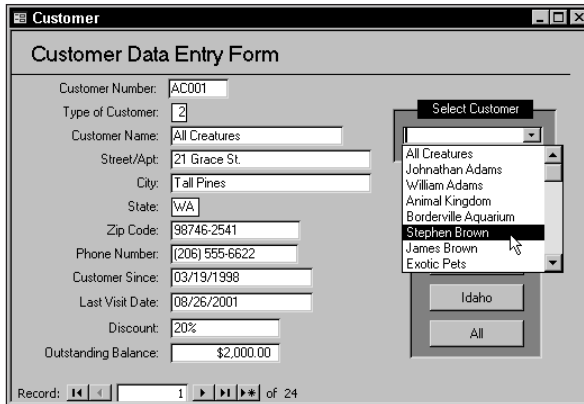 Customer
Customer Data Entry Form
Customer Number: AC001
Type of Customer: 2
Customer Name: All Creatures
Street/Apt: 21 Grace St.
City: Tall Pines
State: WA
Zip Code: 98746-2541
Phone Number: (206) 555-6622
Customer Since: 03/19/1998
Last Visit Date: 08/26/2001
Discount: 20%
Outstanding Balance: $2,000.00
Select Customer
All Creatures
Johnathan Adams
William Adams
Animal Kingdom
Borderville Aquarium
Stephen Brown
James Brown
Exotic Pets
Idaho
All
Record: 1 of 24